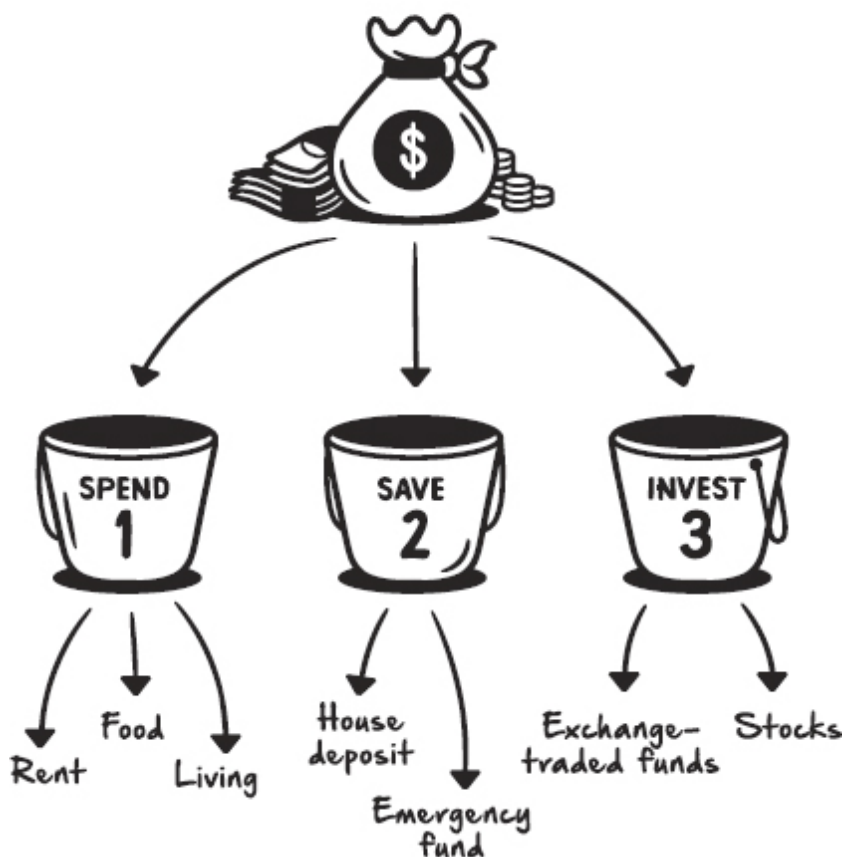 $
SPEND
1
SAVE
2
INVEST
3
Rent
Food
Living
House
deposit
Emergency
fund
Exchange-
traded funds
Stocks